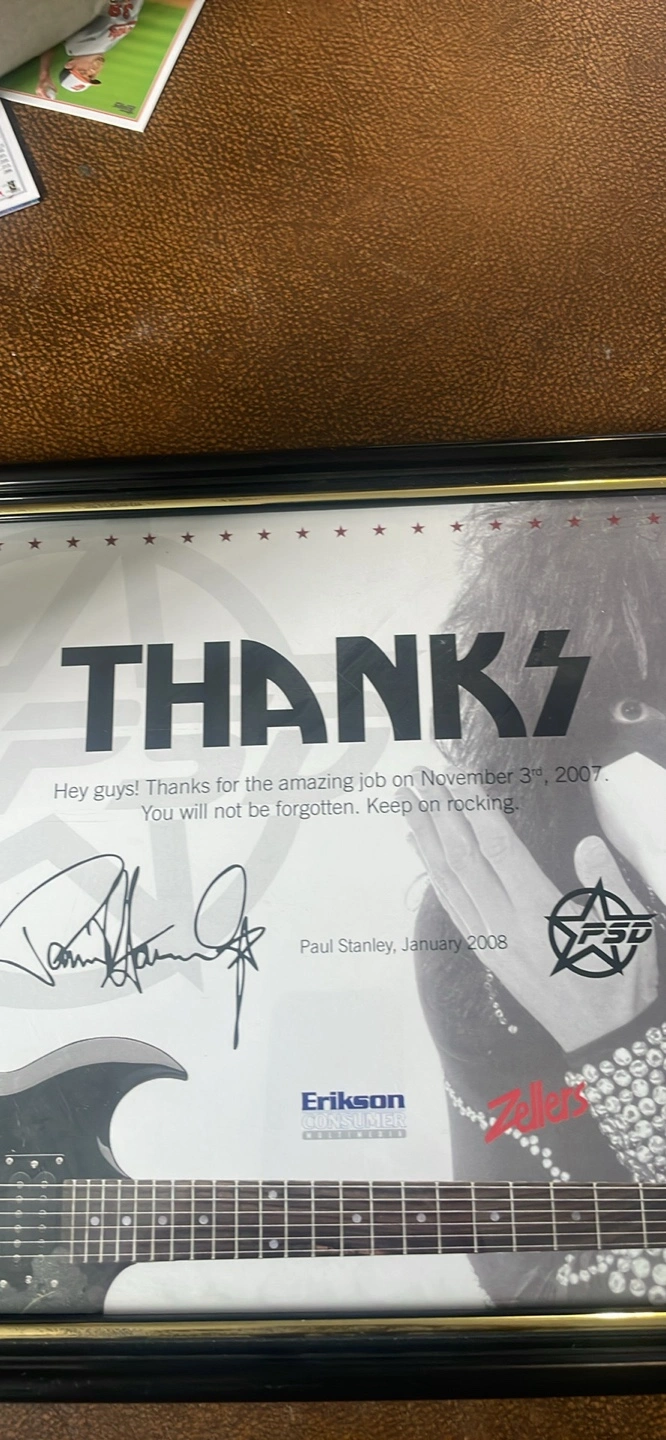 THANKS
Hey guys! Thanks for the amazing job on November 3rd, 2007.
You will not be forgotten. Keep on rocking.
Paul Stanley, January 2008
PSD
Erikson
CONSUMER
MULTIMEDIA
Zellers